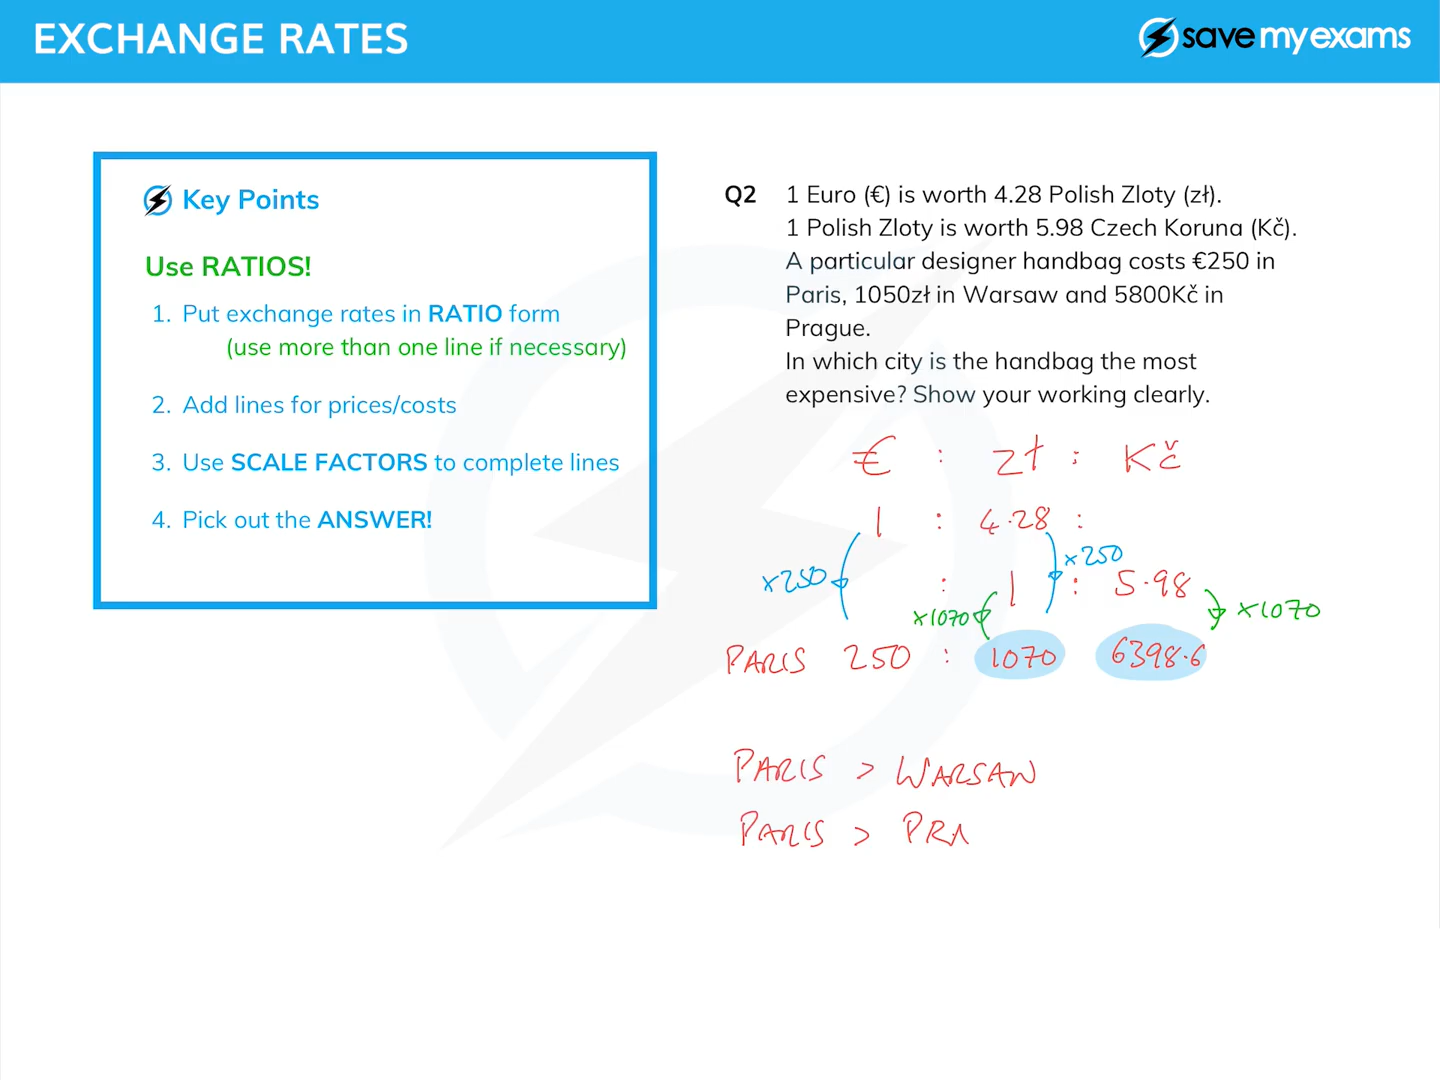 EXCHANGE RATES
save my exams
Key Points
Use RATIOS!
1. Put exchange rates in RATIO form
(use more than one line if necessary)
2. Add lines for prices/costs
3. Use SCALE FACTORS to complete lines
4. Pick out the ANSWER!
Q2 1 Euro (€) is worth 4.28 Polish Zloty (zł).
1 Polish Zloty is worth 5.98 Czech Koruna (Kč).
A particular designer handbag costs €250 in
Paris, 1050zł in Warsaw and 5800Kč in
Prague.
In which city is the handbag the most
expensive? Show your working clearly.
€ : zł : Kč
1 : 4.28 :
×250 ×250
: 1 : 5.98
×1070 ×1070
PARIS 250 : 1070 6398.6
PARIS > WARSAW
PARIS > PRA